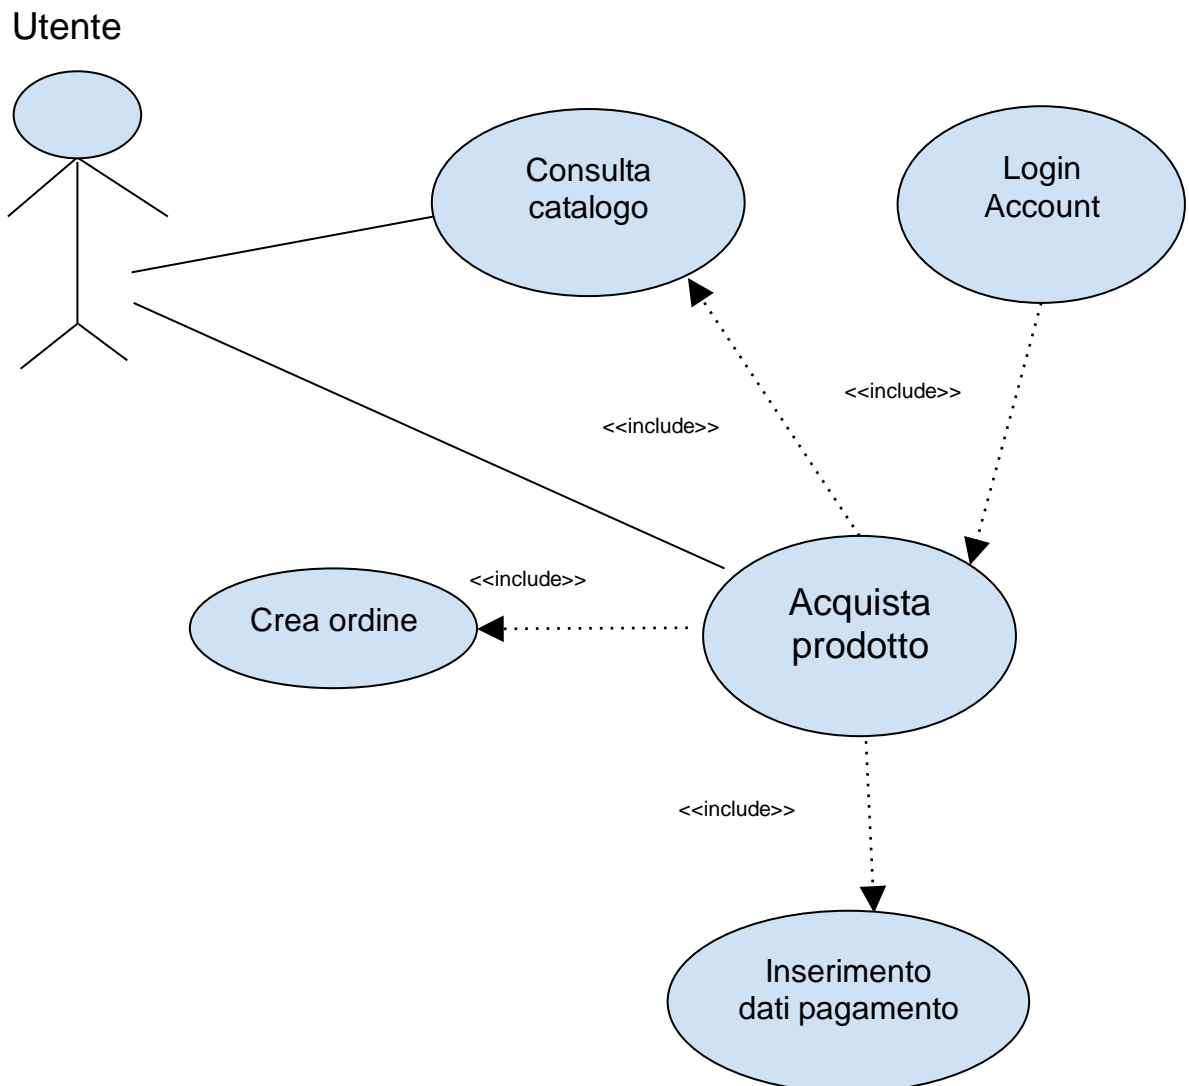 Utente
Consulta
catalogo
Login
Account
<<include>>
<<include>>
<<include>>
Crea ordine
Acquista
prodotto
<<include>>
Inserimento
dati pagamento